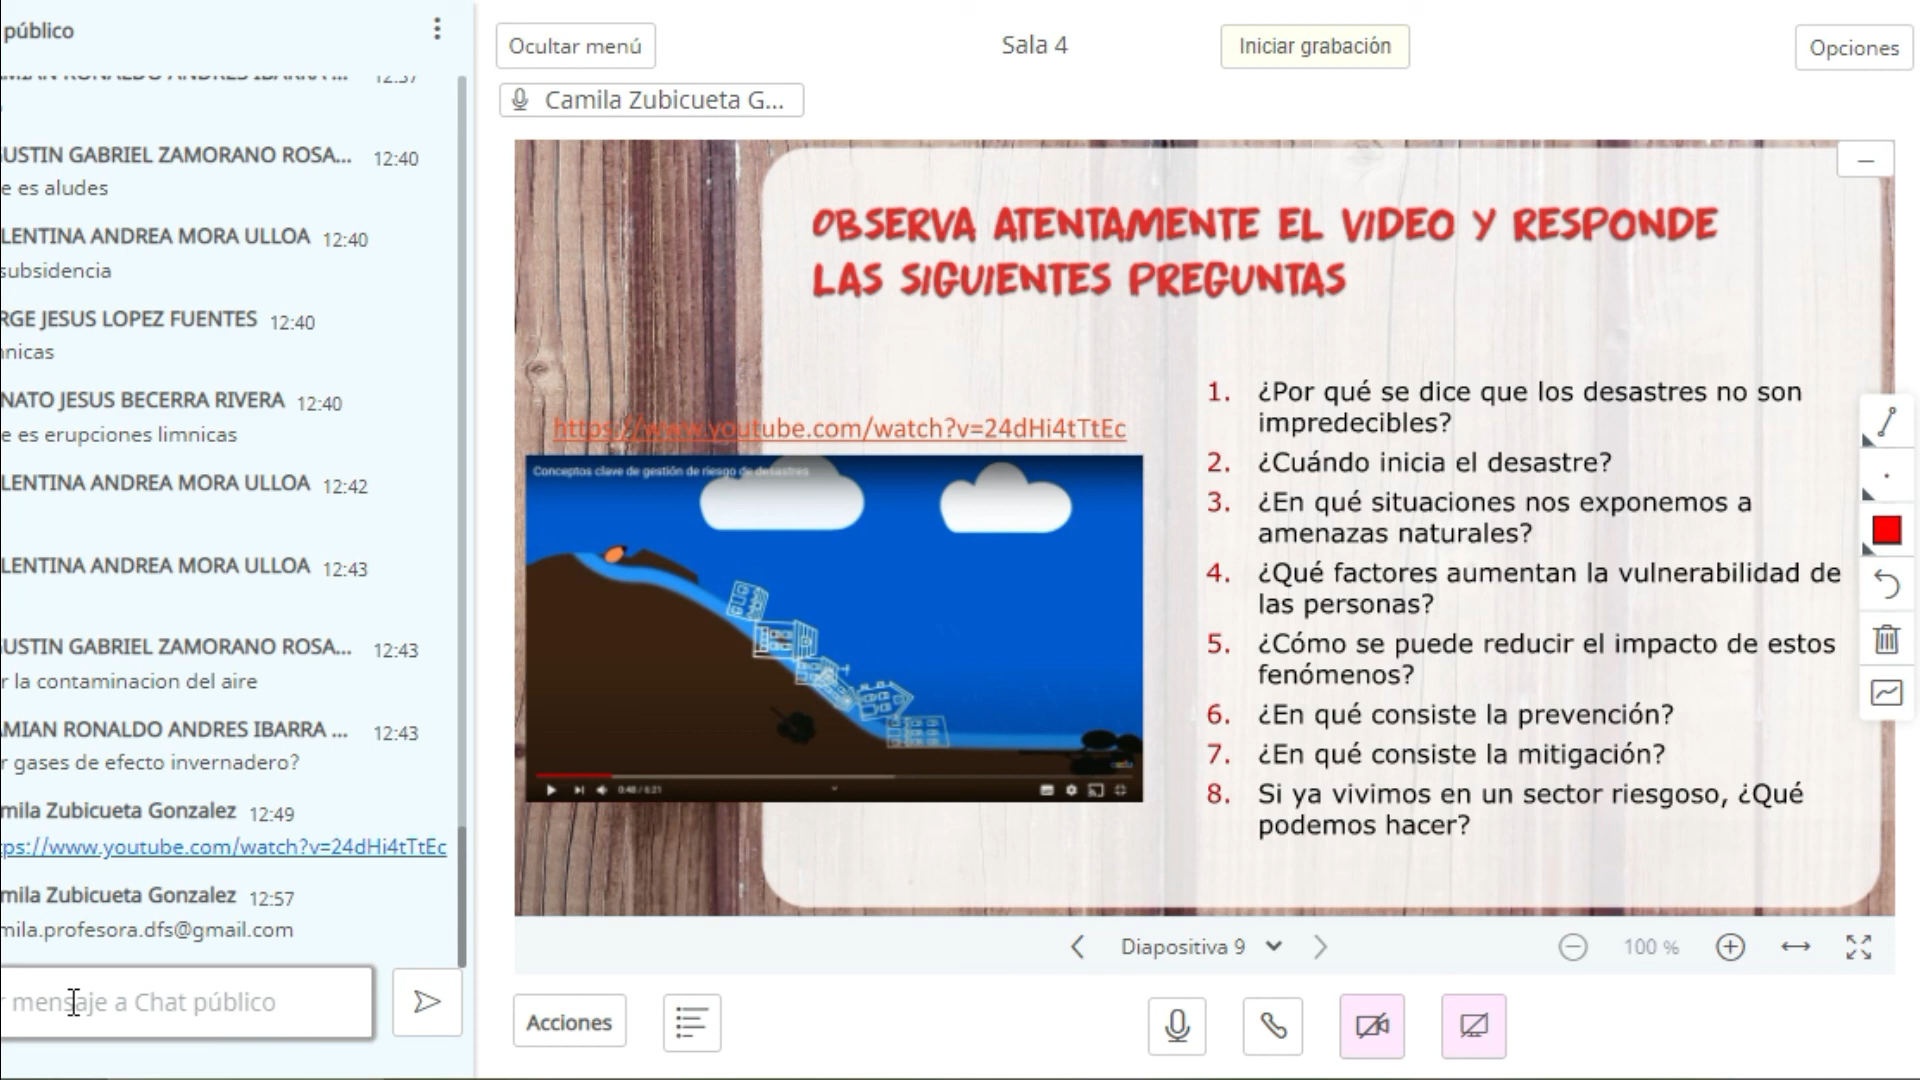 público
12:37
USTIN GABRIEL ZAMORANO ROSA... 12:40
e es aludes
LENTINA ANDREA MORA ULLOA 12:40
subsidencia
RGE JESUS LOPEZ FUENTES 12:40
nicas
NATO JESUS BECERRA RIVERA 12:40
e es erupciones limnicas
LENTINA ANDREA MORA ULLOA 12:42
LENTINA ANDREA MORA ULLOA 12:43
USTIN GABRIEL ZAMORANO ROSA... 12:43
r la contaminacion del aire
MIAN RONALDO ANDRES IBARRA ... 12:43
r gases de efecto invernadero?
mila Zubicueta Gonzalez 12:49
ps://www.youtube.com/watch?v=24dHi4tTtEc
mila Zubicueta Gonzalez 12:57
mila.profesora.dfs@gmail.com
r mensaje a Chat público
Ocultar menú
Sala 4
Iniciar grabación
Opciones
Camila Zubicueta G...
OBSERVA ATENTAMENTE EL VIDEO Y RESPONDE
LAS SIGUIENTES PREGUNTAS
https://www.youtube.com/watch?v=24dHi4tTtEc
Conceptos clave de gestión de riesgo de desastres
0:48 / 6:21
1. ¿Por qué se dice que los desastres no son
impredecibles?
2. ¿Cuándo inicia el desastre?
3. ¿En qué situaciones nos exponemos a
amenazas naturales?
4. ¿Qué factores aumentan la vulnerabilidad de
las personas?
5. ¿Cómo se puede reducir el impacto de estos
fenómenos?
6. ¿En qué consiste la prevención?
7. ¿En qué consiste la mitigación?
8. Si ya vivimos en un sector riesgoso, ¿Qué
podemos hacer?
Diapositiva 9
100 %
Acciones